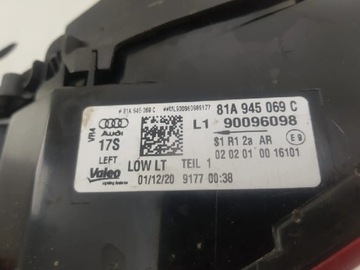 # 81A 945 069 C
81A 945 069 C
VR4
Audi
17S
LEFT
Valeo
L1
90096098
S1 R1 2a AR
E9
02 02 01 00 16101
LOW LT TEIL 1
01/12/20 9177 00:38